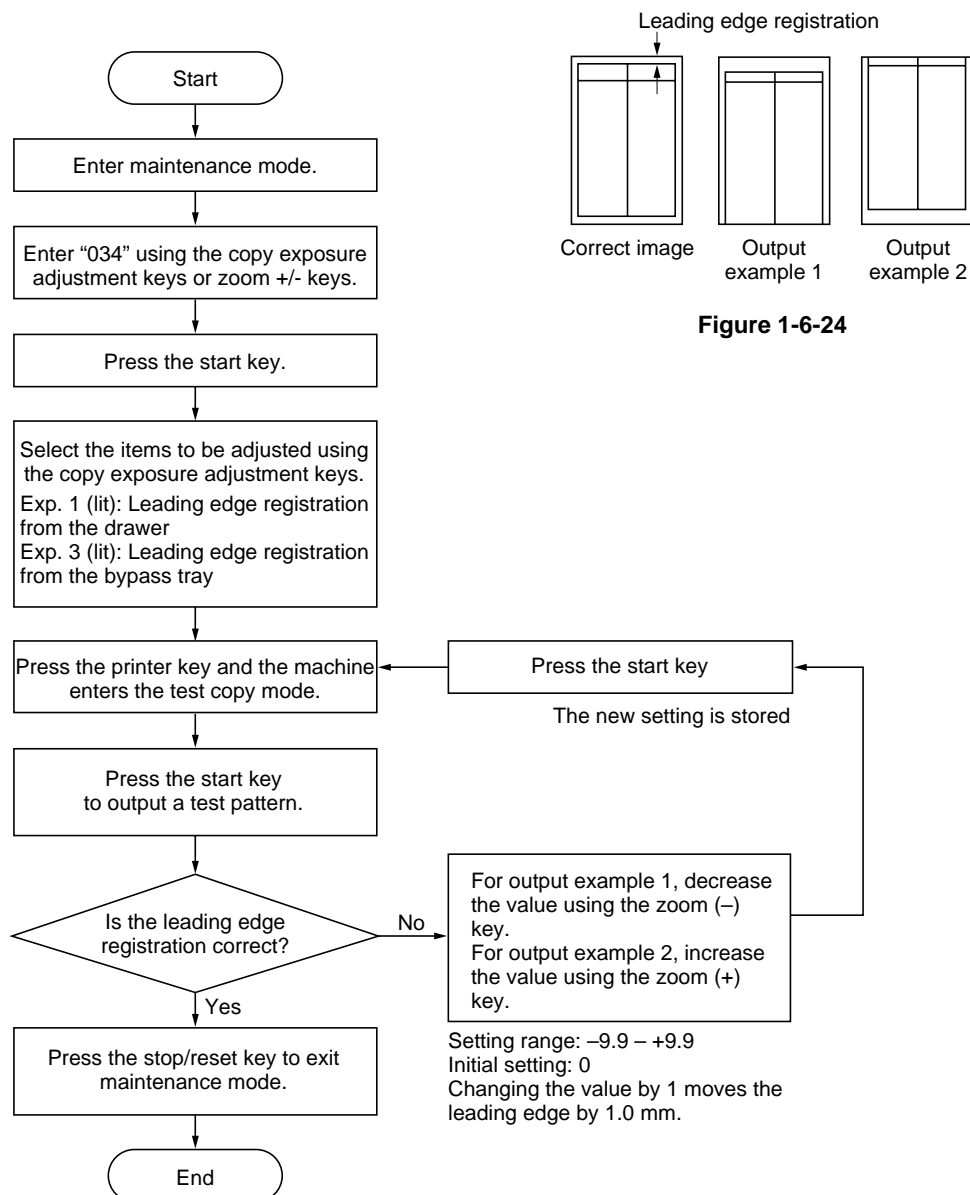 Start
Enter maintenance mode.
Enter “034” using the copy exposure
adjustment keys or zoom +/- keys.
Press the start key.
Select the items to be adjusted using
the copy exposure adjustment keys.
Exp. 1 (lit): Leading edge registration
from the drawer
Exp. 3 (lit): Leading edge registration
from the bypass tray
Press the printer key and the machine
enters the test copy mode.
Press the start key
to output a test pattern.
Is the leading edge
registration correct?
No
Yes
Press the stop/reset key to exit
maintenance mode.
End
For output example 1, decrease
the value using the zoom (–)
key.
For output example 2, increase
the value using the zoom (+)
key.
Setting range: –9.9 – +9.9
Initial setting: 0
Changing the value by 1 moves the
leading edge by 1.0 mm.
Press the start key
The new setting is stored
Leading edge registration
Correct image
Output
example 1
Output
example 2
Figure 1-6-24